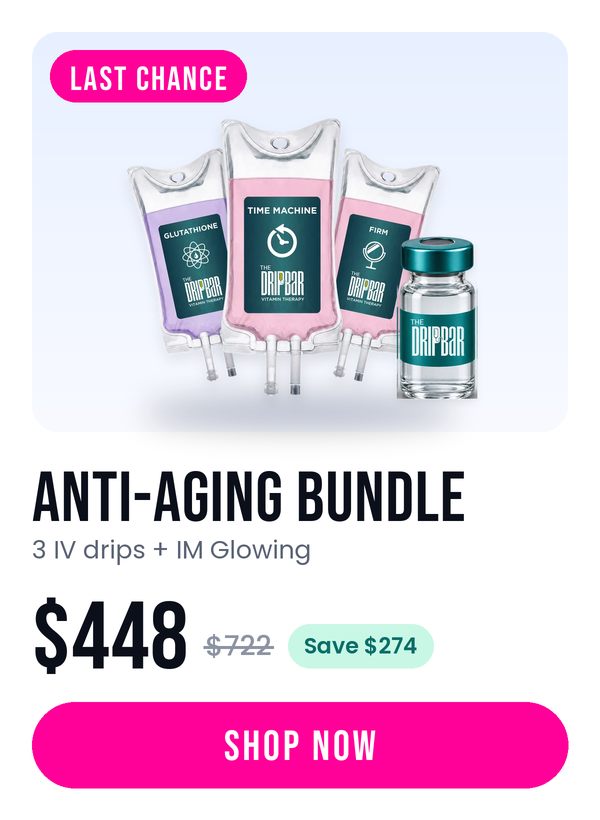 LAST CHANCE
GLUTATHIONE
THE
DRIPBAR
VITAMIN THERAPY
TIME MACHINE
THE
DRIPBAR
VITAMIN THERAPY
FIRM
THE
DRIPBAR
VITAMIN THERAPY
THE
DRIPBAR
ANTI-AGING BUNDLE
3 IV drips + IM Glowing
$448 $722 Save $274
SHOP NOW